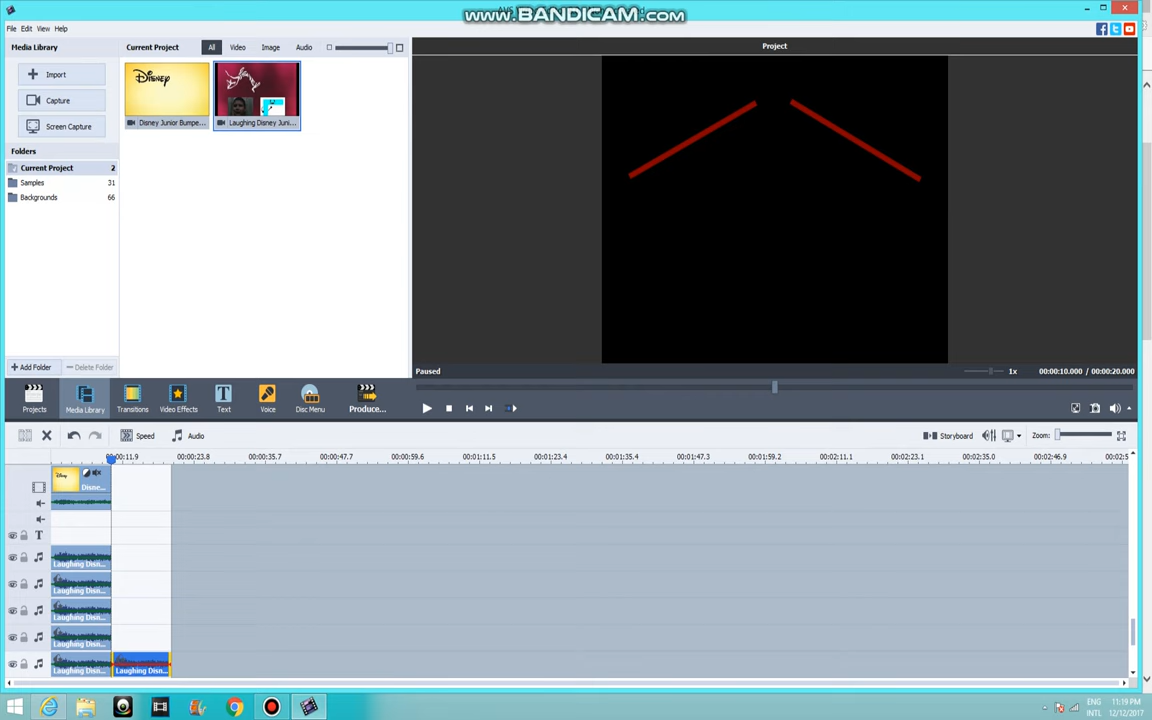 www.BANDICAM.com
File Edit View Help
Media Library
Current Project
All Video Image Audio
Project
Import
Capture
Screen Capture
Disney
Disney Junior Bumpe...
Laughing Disney Juni...
Folders
Current Project 2
Samples 31
Backgrounds 66
Add Folder
Delete Folder
Paused
1x
00:00:10.000 / 00:00:20.000
Projects
Media Library
Transitions
Video Effects
Text
Voice
Disc Menu
Produce...
Speed
Audio
Storyboard
Zoom:
00:00:11.9 00:00:23.8 00:00:35.7 00:00:47.7 00:00:59.6 00:01:11.5 00:01:23.4 00:01:35.4 00:01:47.3 00:01:59.2 00:02:11.1 00:02:23.1 00:02:35.0 00:02:46.9 00:02:5
Disne...
T
Laughing Disn...
Laughing Disn...
Laughing Disn...
Laughing Disn...
Laughing Disn... Laughing Disn...
ENG 11:19 PM
INTL 12/12/2017